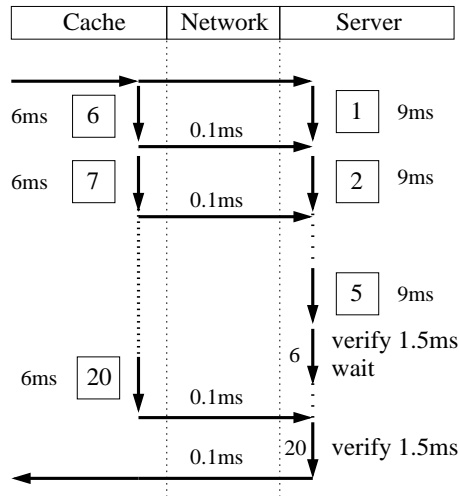 Cache Network Server
6ms 6 1 9ms
0.1ms
6ms 7 2 9ms
0.1ms
5 9ms
6 verify 1.5ms
wait
6ms 20
0.1ms
0.1ms 20 verify 1.5ms